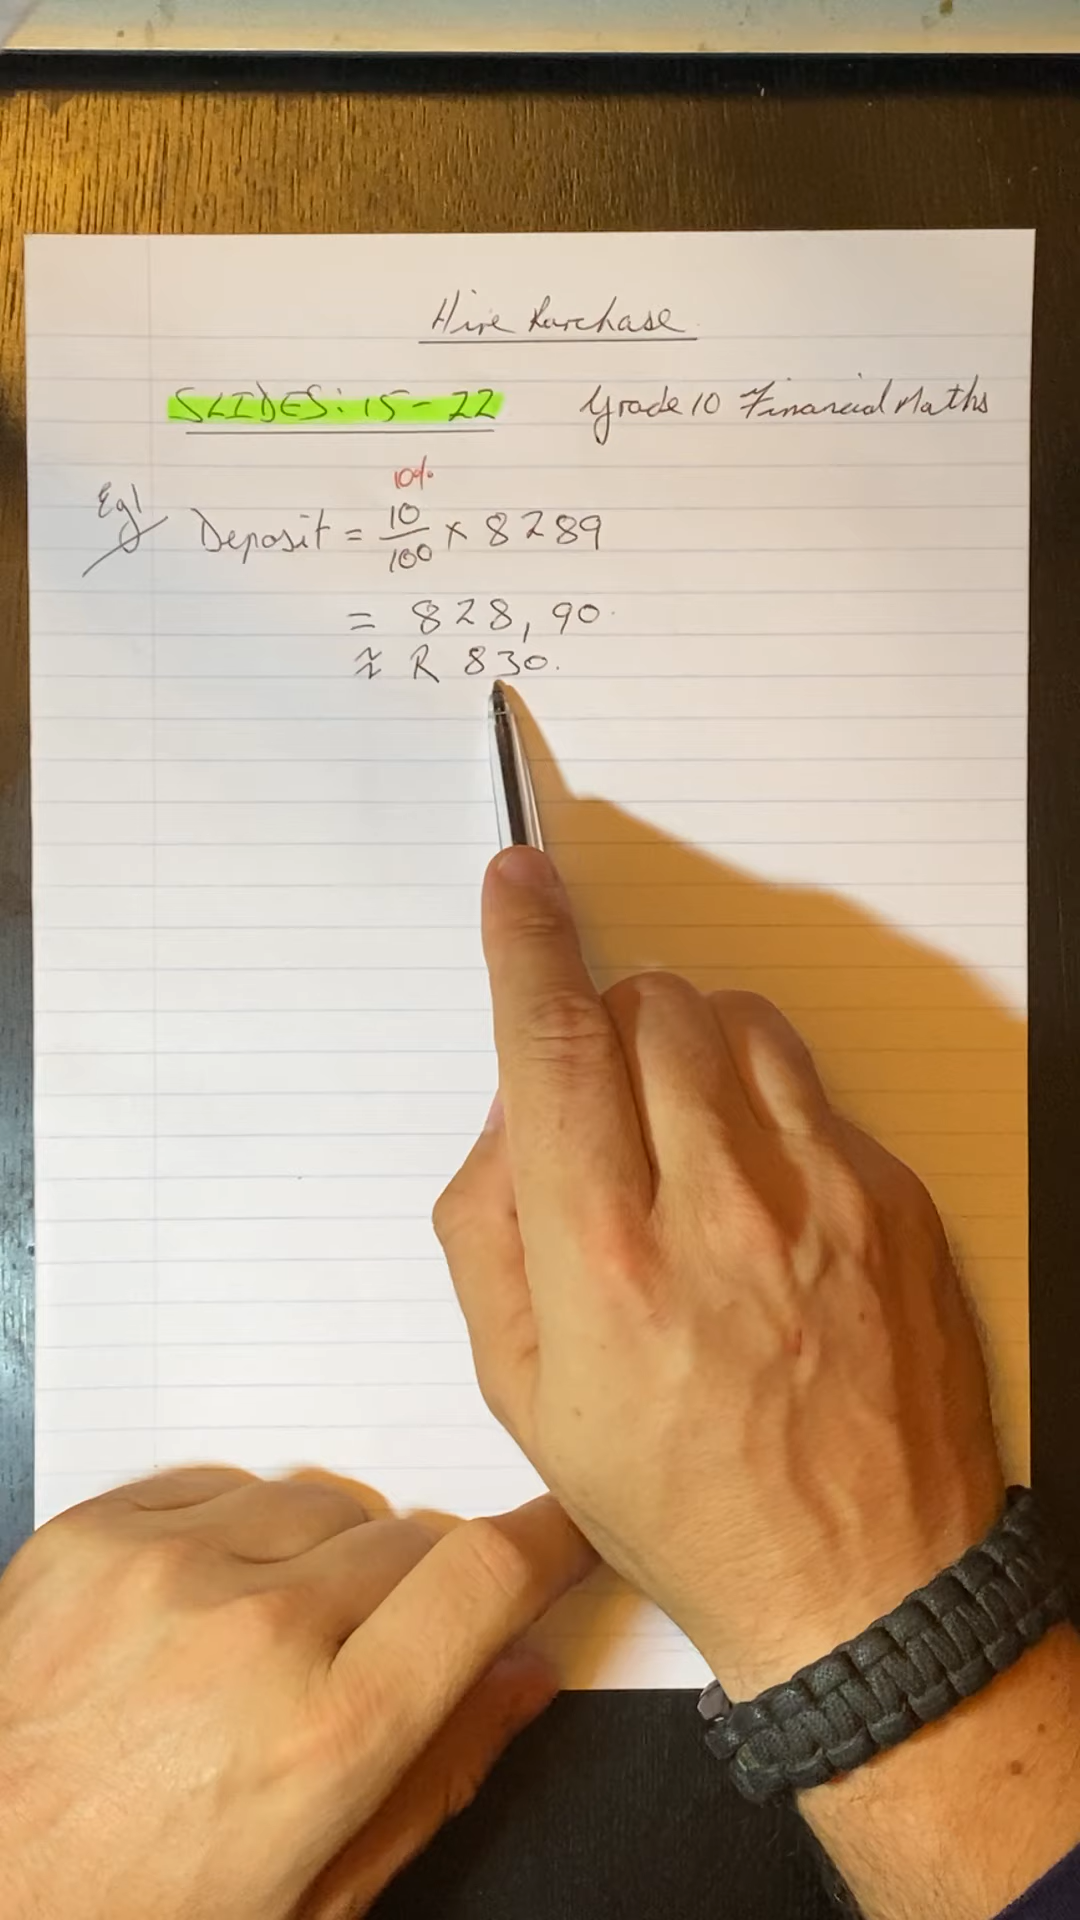 Hire Purchase
SLIDES: 15-22 Grade 10 Financial Maths
10%
Eg1 Deposit = 10/100 × 8289
= 828,90
≈ R 830.